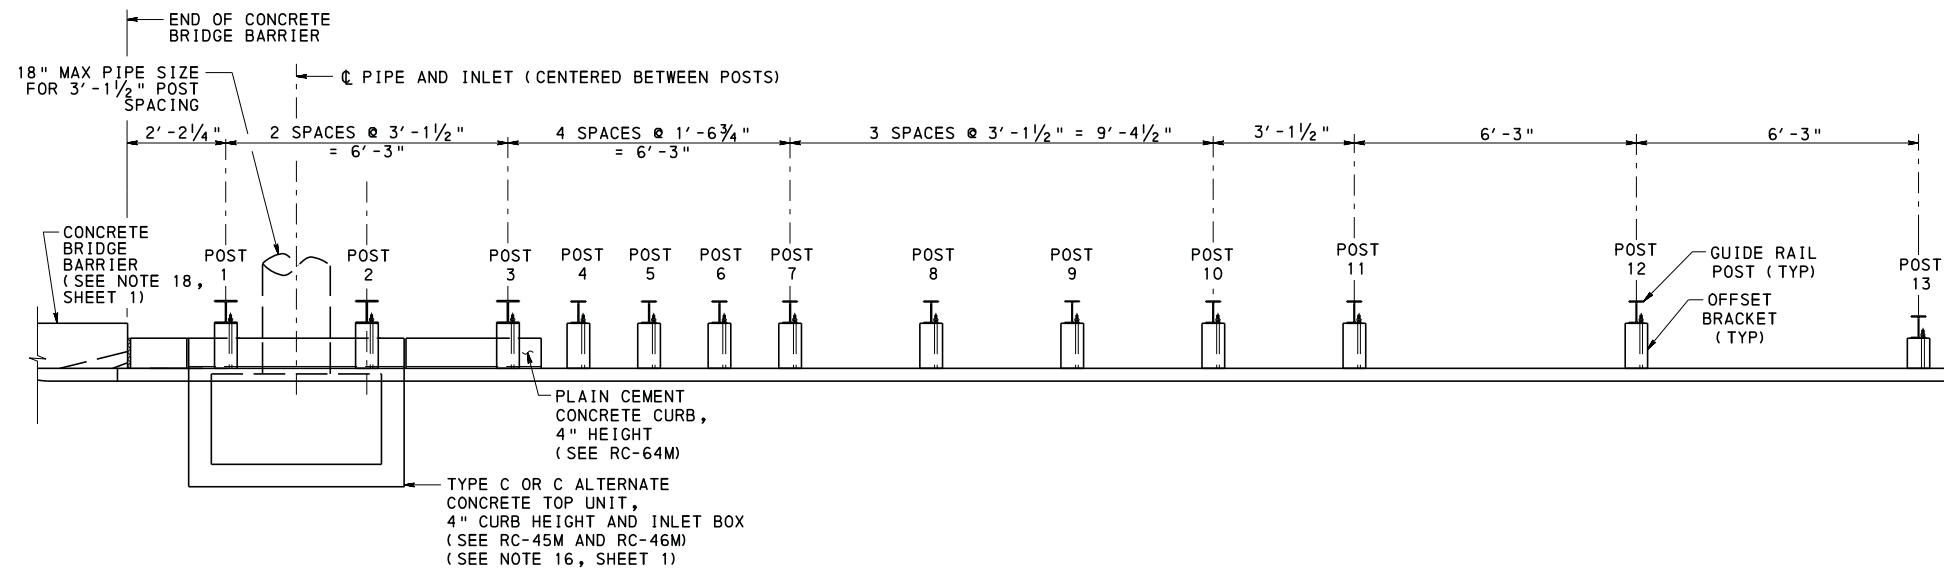 END OF CONCRETE
BRIDGE BARRIER
18" MAX PIPE SIZE
FOR 3'-1½" POST
SPACING
℄ PIPE AND INLET (CENTERED BETWEEN POSTS)
2'-2¼"
2 SPACES @ 3'-1½"
= 6'-3"
4 SPACES @ 1'-6¾"
= 6'-3"
3 SPACES @ 3'-1½" = 9'-4½"
3'-1½"
6'-3"
6'-3"
CONCRETE
BRIDGE
BARRIER
(SEE NOTE 18,
SHEET 1)
POST
1
POST
2
POST
3
POST
4
POST
5
POST
6
POST
7
POST
8
POST
9
POST
10
POST
11
POST
12
POST
13
GUIDE RAIL
POST (TYP)
OFFSET
BRACKET
(TYP)
PLAIN CEMENT
CONCRETE CURB,
4" HEIGHT
(SEE RC-64M)
TYPE C OR C ALTERNATE
CONCRETE TOP UNIT,
4" CURB HEIGHT AND INLET BOX
(SEE RC-45M AND RC-46M)
(SEE NOTE 16, SHEET 1)